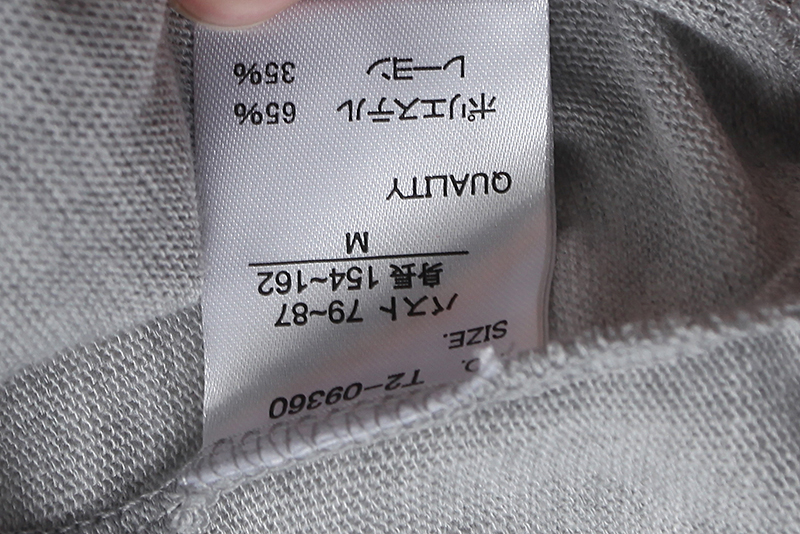 T2-09360
SIZE.
バスト 79~87
身長 154~162
M
QUALITY
ポリエステル 65%
レーヨン 35%